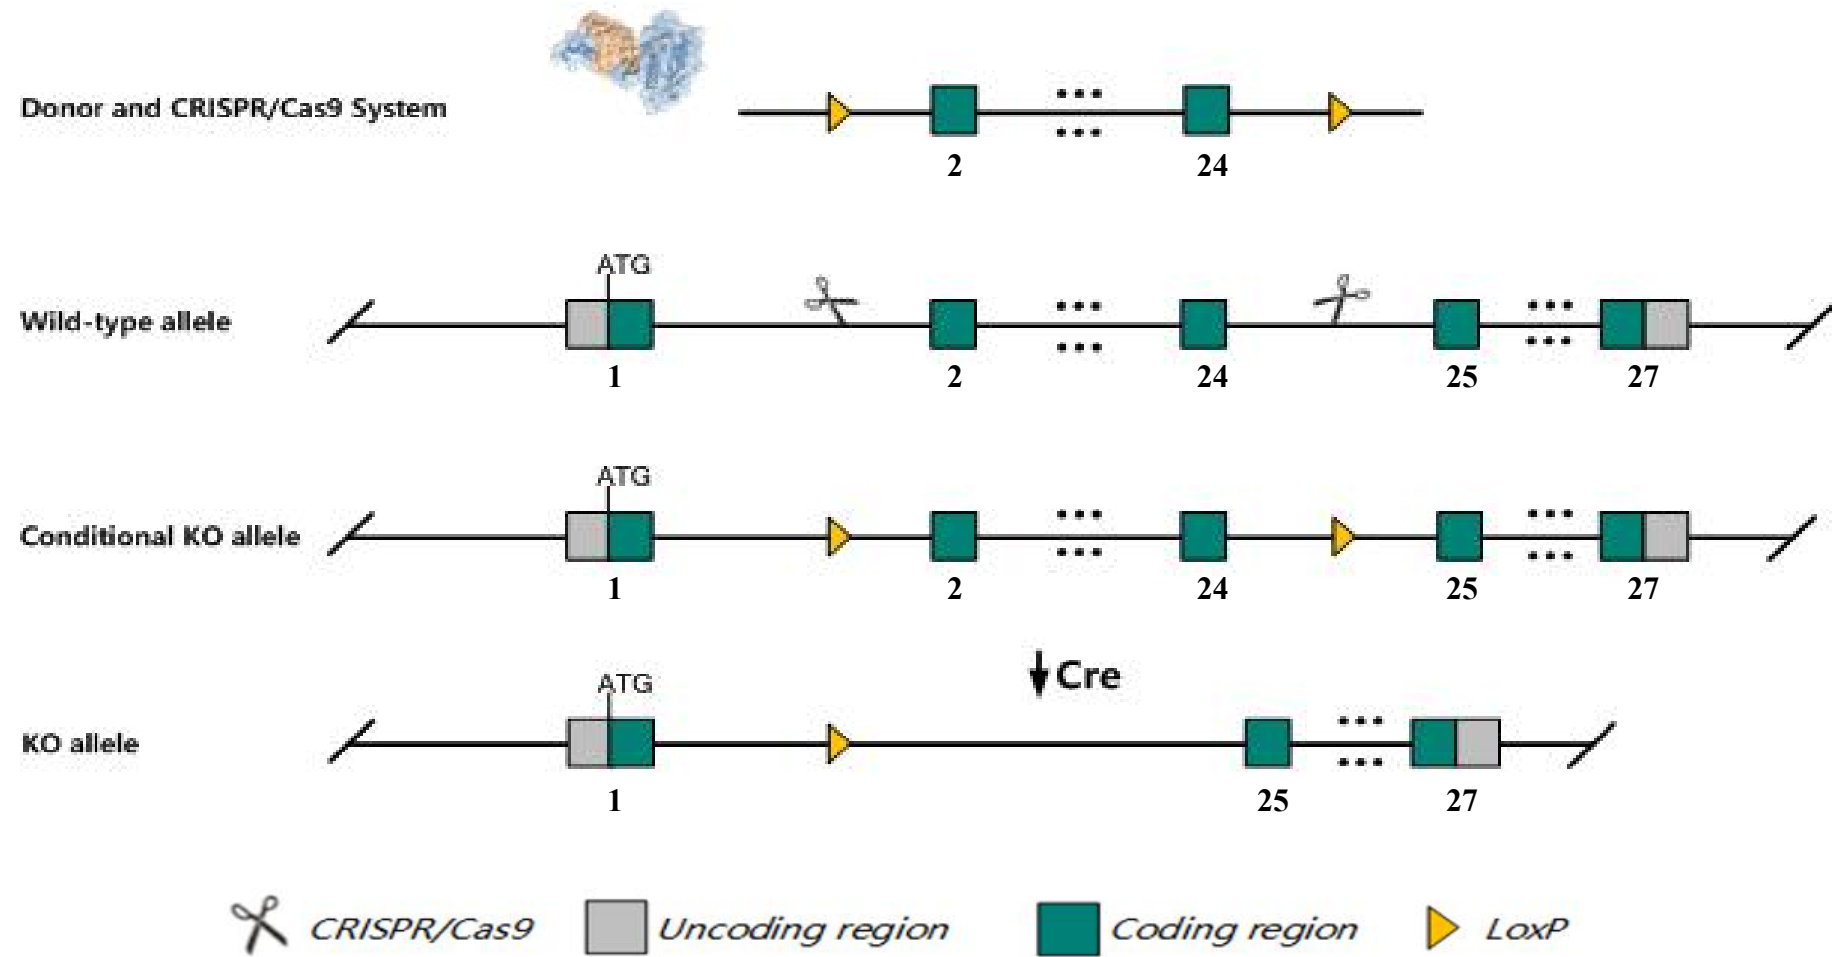 Donor and CRISPR/Cas9 System
2 24
ATG
Wild-type allele
1 2 24 25 27
ATG
Conditional KO allele
1 2 24 25 27
Cre
ATG
KO allele
1 25 27
CRISPR/Cas9 Uncoding region Coding region LoxP